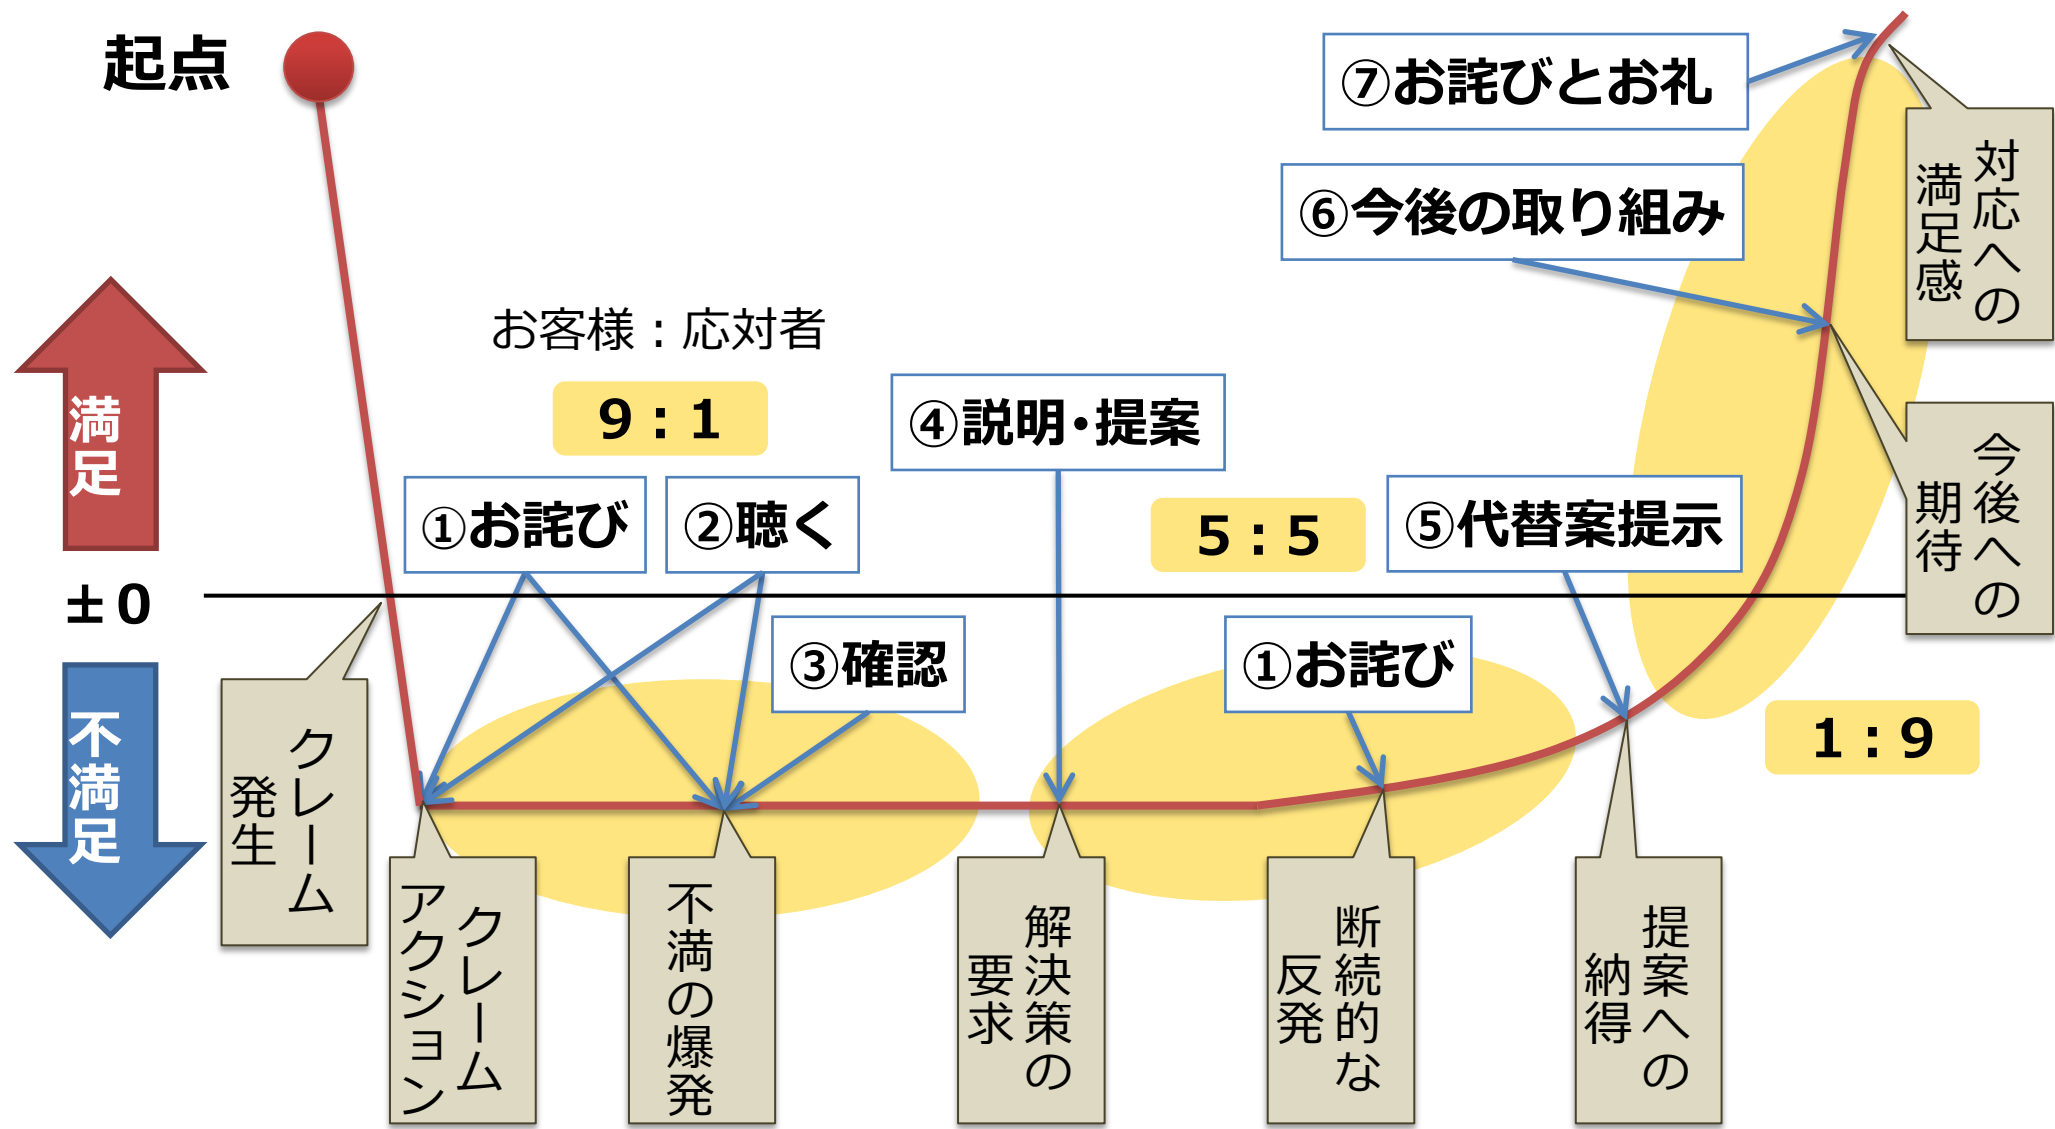 起点
⑦お詫びとお礼
対応への
満足感
⑥今後の取り組み
お客様：応対者
満足
9：1
④説明・提案
今後への
期待
①お詫び
②聴く
5：5
⑤代替案提示
±0
③確認
①お詫び
1：9
不満足
クレーム
発生
クレーム
アクション
不満の爆発
解決策の
要求
断続的な
反発
提案への
納得